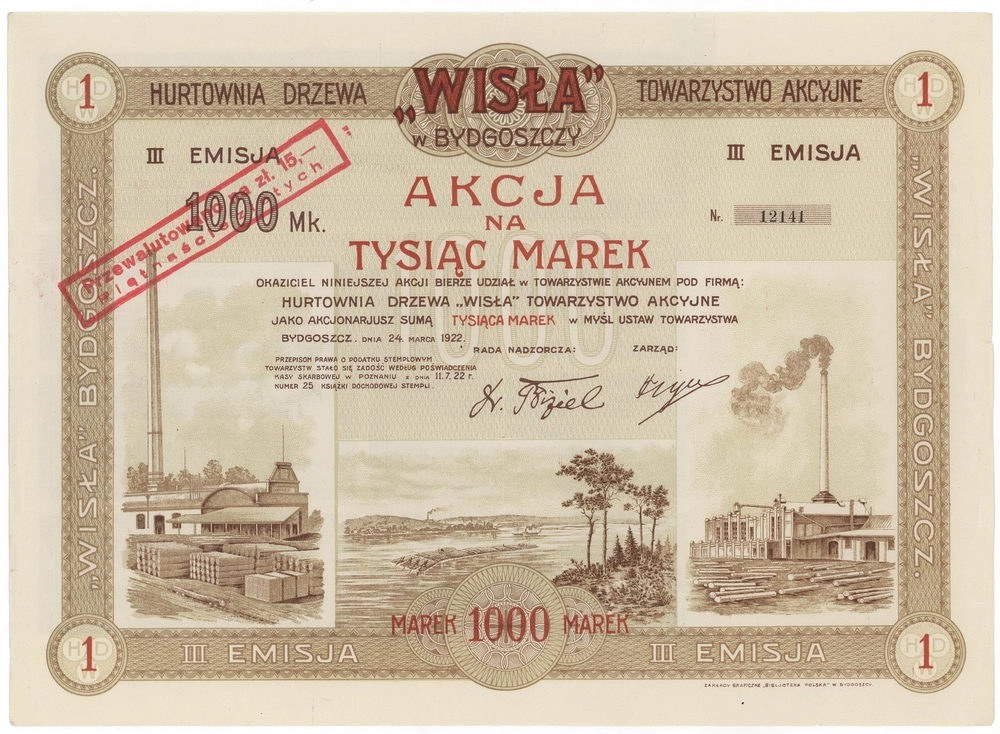 1 HURTOWNIA DRZEWA „WISŁA” TOWARZYSTWO AKCYJNE 1
w BYDGOSZCZY
III EMISJA
III EMISJA
Przewalutowano na zł. 15,—
piętnaście złotych
1000 Mk.
AKCJA
NA
TYSIĄC MAREK
Nr. 12141
1000
OKAZICIEL NINIEJSZEJ AKCJI BIERZE UDZIAŁ w TOWARZYSTWIE AKCYJNEM POD FIRMĄ:
HURTOWNIA DRZEWA „WISŁA” TOWARZYSTWO AKCYJNE
JAKO AKCJONARJUSZ SUMĄ TYSIĄCA MAREK w MYŚL USTAW TOWARZYSTWA
BYDGOSZCZ. DNIA 24. MARCA 1922.
RADA NADZORCZA: ZARZĄD:
PRZEPISOM PRAWA O PODATKU STEMPLOWYM
TOWARZYSTW STAŁO SIĘ ZADOŚĆ WEDŁUG POŚWIADCZENIA
KASY SKARBOWEJ W POZNANIU z DNIA 11.7.22 r.
NUMER 25 KSIĄŻKI DOCHODOWEJ STEMPLI.
„WISŁA” BYDGOSZCZ.
„WISŁA” BYDGOSZCZ.
MAREK 1000 MAREK
1 III EMISJA III EMISJA 1
ZAKŁADY GRAFICZNE „BIBLJOTEKA POLSKA” W BYDGOSZCZY.